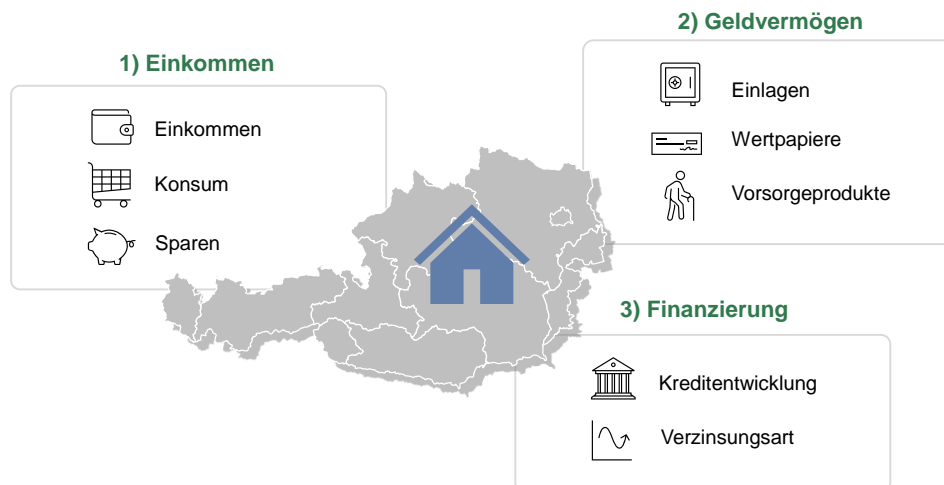 1) Einkommen
Einkommen
Konsum
Sparen
2) Geldvermögen
Einlagen
Wertpapiere
Vorsorgeprodukte
3) Finanzierung
Kreditentwicklung
Verzinsungsart